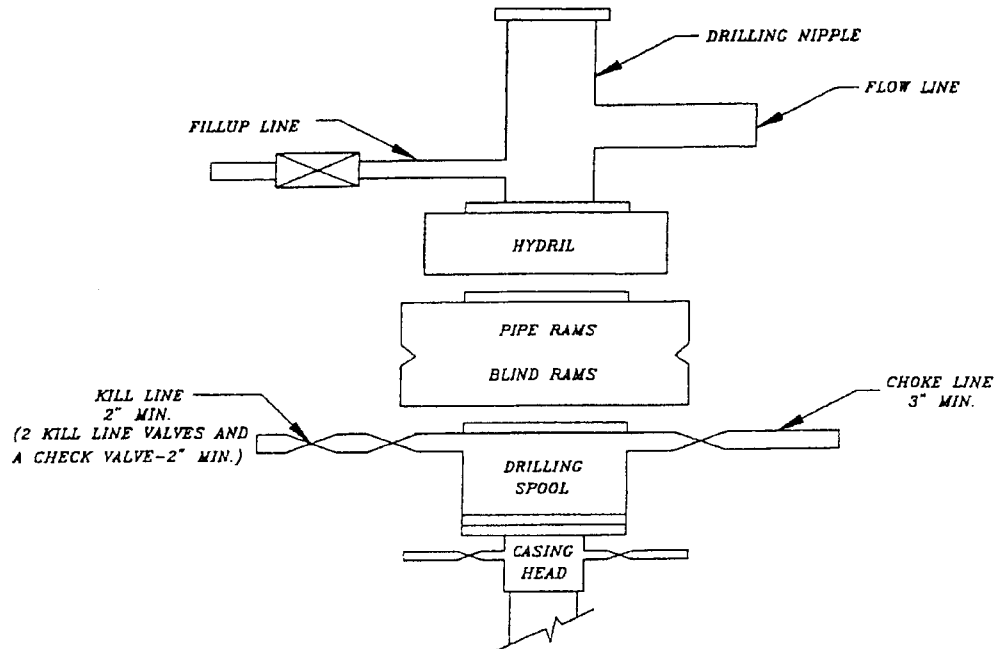 DRILLING NIPPLE
FLOW LINE
FILLUP LINE
HYDRIL
PIPE RAMS
BLIND RAMS
KILL LINE
2" MIN.
(2 KILL LINE VALVES AND
A CHECK VALVE-2" MIN.)
CHOKE LINE
3" MIN.
DRILLING
SPOOL
CASING
HEAD